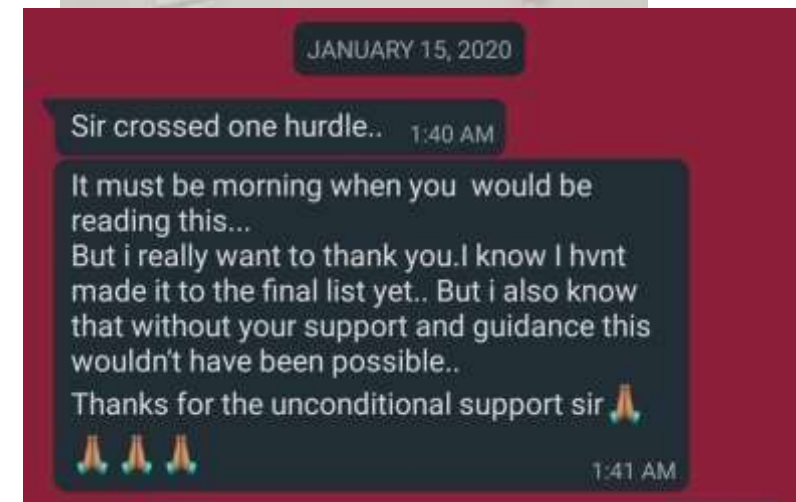 JANUARY 15, 2020
Sir crossed one hurdle.. 1:40 AM
It must be morning when you would be
reading this...
But i really want to thank you.I know I hvnt
made it to the final list yet.. But i also know
that without your support and guidance this
wouldn't have been possible..
Thanks for the unconditional support sir🙏🏽
🙏🏽🙏🏽🙏🏽 1:41 AM